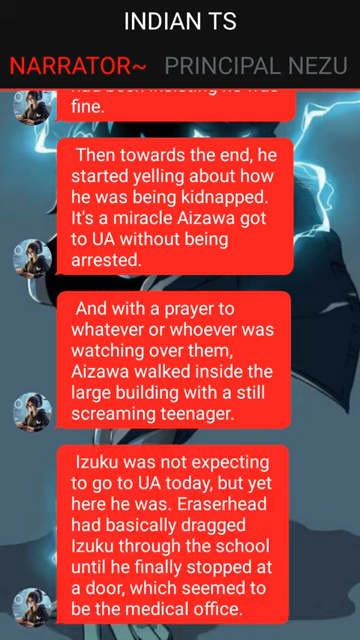 INDIAN TS
NARRATOR~ PRINCIPAL NEZU
fine.
Then towards the end, he
started yelling about how
he was being kidnapped.
It's a miracle Aizawa got
to UA without being
arrested.
And with a prayer to
whatever or whoever was
watching over them,
Aizawa walked inside the
large building with a still
screaming teenager.
Izuku was not expecting
to go to UA today, but yet
here he was. Eraserhead
had basically dragged
Izuku through the school
until he finally stopped at
a door, which seemed to
be the medical office.